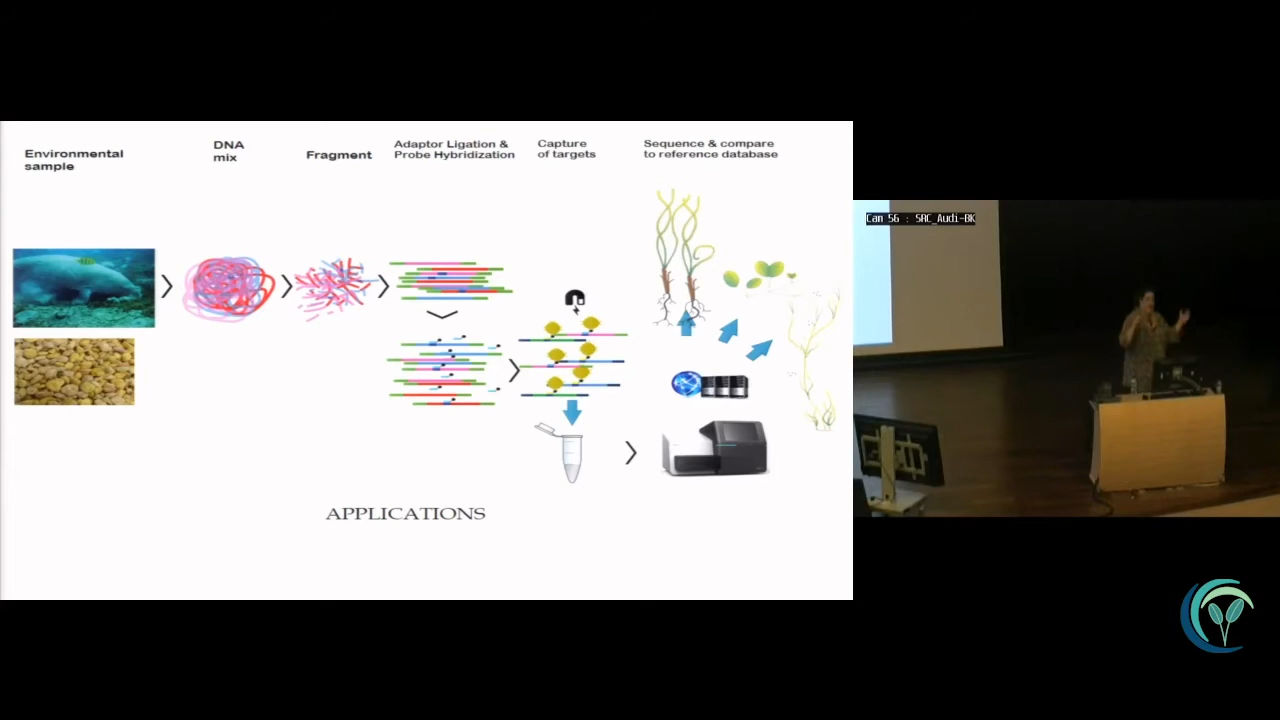 Environmental
sample
DNA
mix
Fragment
Adaptor Ligation &
Probe Hybridization
Capture
of targets
Sequence & compare
to reference database
APPLICATIONS
Cam 56 : SRC_Audi-BK